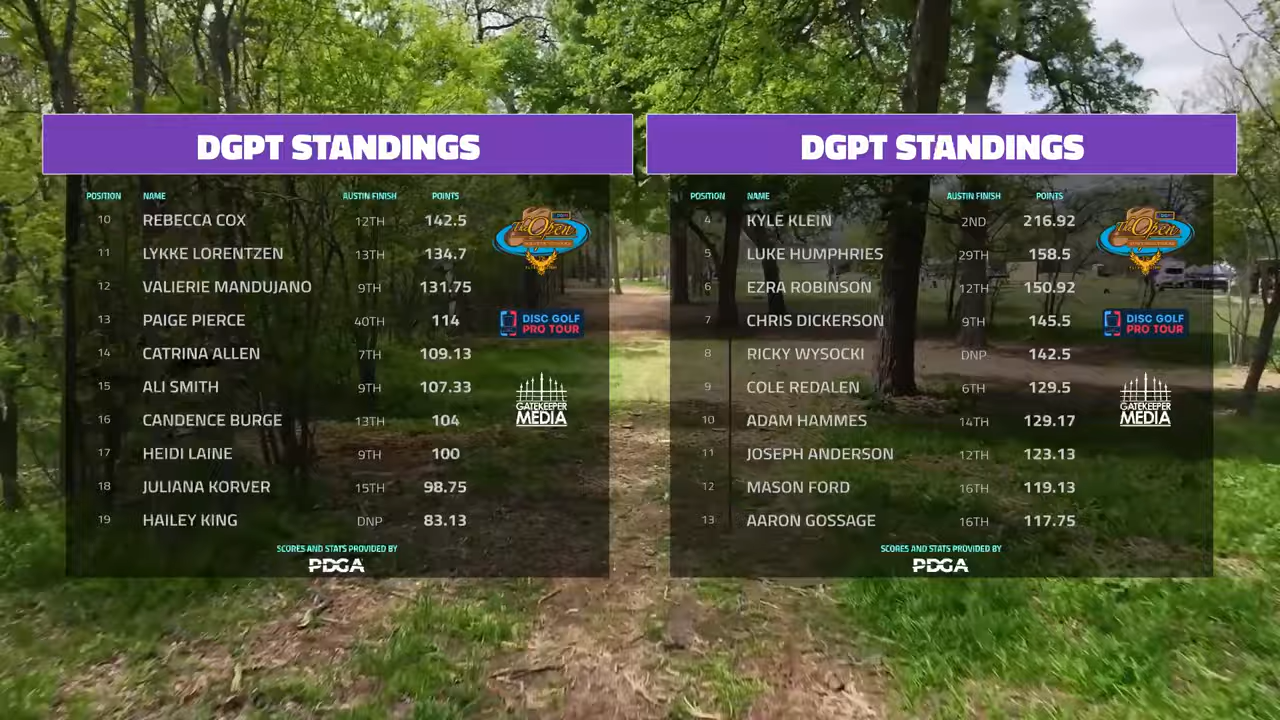 DGPT STANDINGS
POSITION NAME AUSTIN FINISH POINTS
10 REBECCA COX 12TH 142.5
11 LYKKE LORENTZEN 13TH 134.7
12 VALIERIE MANDUJANO 9TH 131.75
13 PAIGE PIERCE 40TH 114
14 CATRINA ALLEN 7TH 109.13
15 ALI SMITH 9TH 107.33
16 CANDENCE BURGE 13TH 104
17 HEIDI LAINE 9TH 100
18 JULIANA KORVER 15TH 98.75
19 HAILEY KING DNP 83.13
The Open
DISC GOLF
PRO TOUR
GATEKEEPER
MEDIA
SCORES AND STATS PROVIDED BY
PDGA
DGPT STANDINGS
POSITION NAME AUSTIN FINISH POINTS
4 KYLE KLEIN 2ND 216.92
5 LUKE HUMPHRIES 29TH 158.5
6 EZRA ROBINSON 12TH 150.92
7 CHRIS DICKERSON 9TH 145.5
8 RICKY WYSOCKI DNP 142.5
9 COLE REDALEN 6TH 129.5
10 ADAM HAMMES 14TH 129.17
11 JOSEPH ANDERSON 12TH 123.13
12 MASON FORD 16TH 119.13
13 AARON GOSSAGE 16TH 117.75
The Open
DISC GOLF
PRO TOUR
GATEKEEPER
MEDIA
SCORES AND STATS PROVIDED BY
PDGA